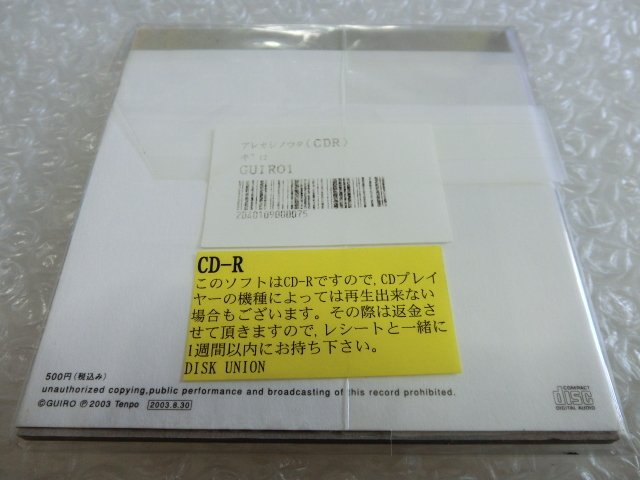 アレホレノウタ(CDR)
ギロ
GUIRO1
CD-R
このソフトはCD-Rですので,CDプレイ
ヤーの機種によっては再生出来ない
場合もございます。その際は返金さ
せて頂きますので,レシートと一緒に
1週間以内にお持ち下さい。
DISK UNION
500円(税込み)
unauthorized copying,public performance and broadcasting of this record prohibited.
©GUIRO ℗2003 Tenpo 2003.8.30
COMPACT
disc
DIGITAL AUDIO